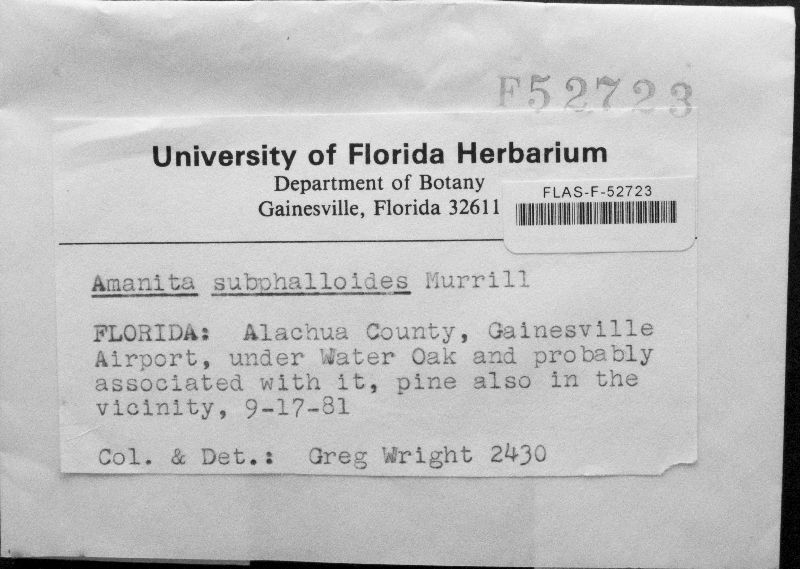 F52723
University of Florida Herbarium
Department of Botany
Gainesville, Florida 32611
FLAS-F-52723
Amanita subphalloides Murrill
FLORIDA: Alachua County, Gainesville
Airport, under Water Oak and probably
associated with it, pine also in the
vicinity, 9-17-81
Col. & Det.: Greg Wright 2430